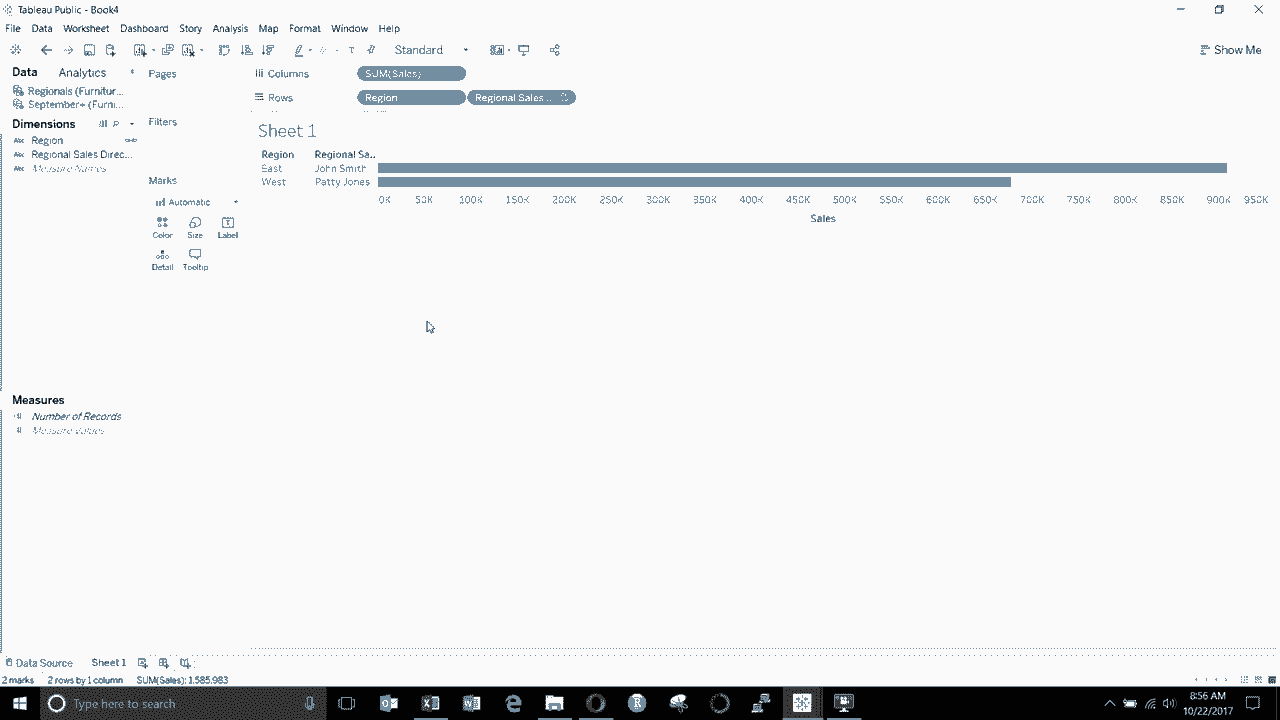 Tableau Public - Book4
File Data Worksheet Dashboard Story Analysis Map Format Window Help
Standard
Show Me
Data Analytics
Pages
Columns
SUM(Sales)
Regionals (Furnitur...
September+ (Furni...
Rows
Region
Regional Sales ..
Dimensions
Filters
Abc Region
Abc Regional Sales Direc...
Abc Measure Names
Sheet 1
Region Regional Sa..
East John Smith
West Patty Jones
0K 50K 100K 150K 200K 250K 300K 350K 400K 450K 500K 550K 600K 650K 700K 750K 800K 850K 900K 950K
Sales
Marks
Automatic
Color Size Label
Detail Tooltip
Measures
Number of Records
Measure Values
Data Source Sheet 1
2 marks 2 rows by 1 column SUM(Sales): 1,585,983
Type here to search
8:56 AM
10/22/2017